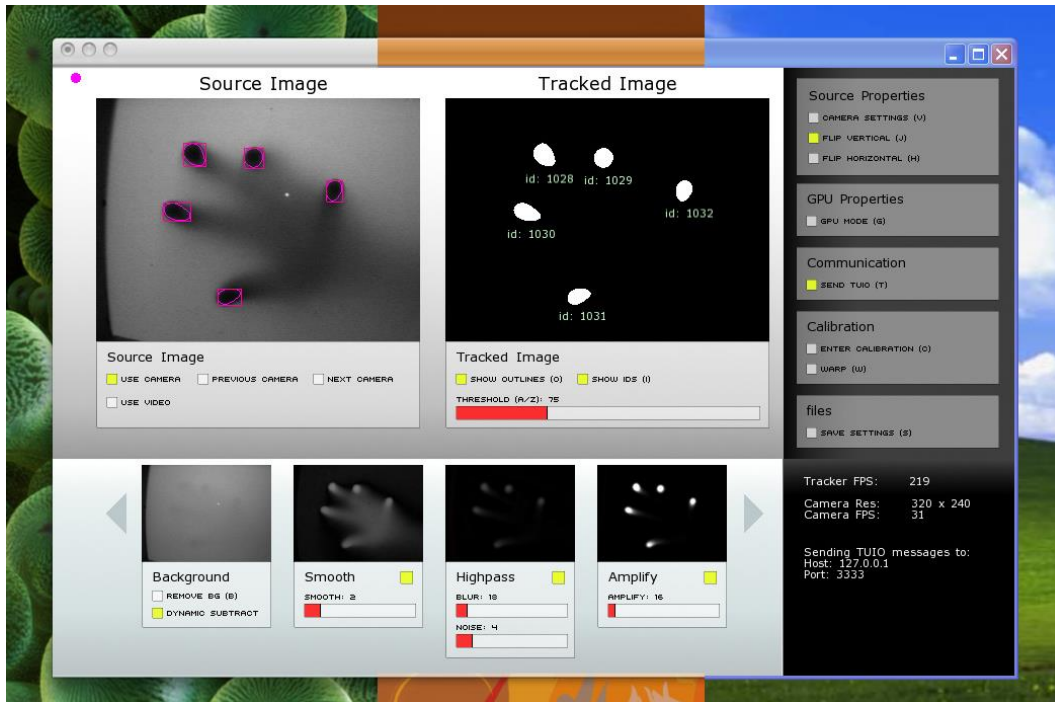 Source Image
Tracked Image
id: 1028
id: 1029
id: 1032
id: 1030
id: 1031
Source Image
USE CAMERA
PREVIOUS CAMERA
NEXT CAMERA
USE VIDEO
Tracked Image
SHOW OUTLINES (O)
SHOW IDS (I)
THRESHOLD (A/Z): 75
Source Properties
CAMERA SETTINGS (V)
FLIP VERTICAL (J)
FLIP HORIZONTAL (H)
GPU Properties
GPU MODE (G)
Communication
SEND TUIO (T)
Calibration
ENTER CALIBRATION (C)
WARP (W)
files
SAVE SETTINGS (S)
Background
REMOVE BG (B)
DYNAMIC SUBTRACT
Smooth
SMOOTH: 2
Highpass
BLUR: 18
NOISE: 4
Amplify
AMPLIFY: 16
Tracker FPS: 219
Camera Res: 320 x 240
Camera FPS: 31
Sending TUIO messages to:
Host: 127.0.0.1
Port: 3333